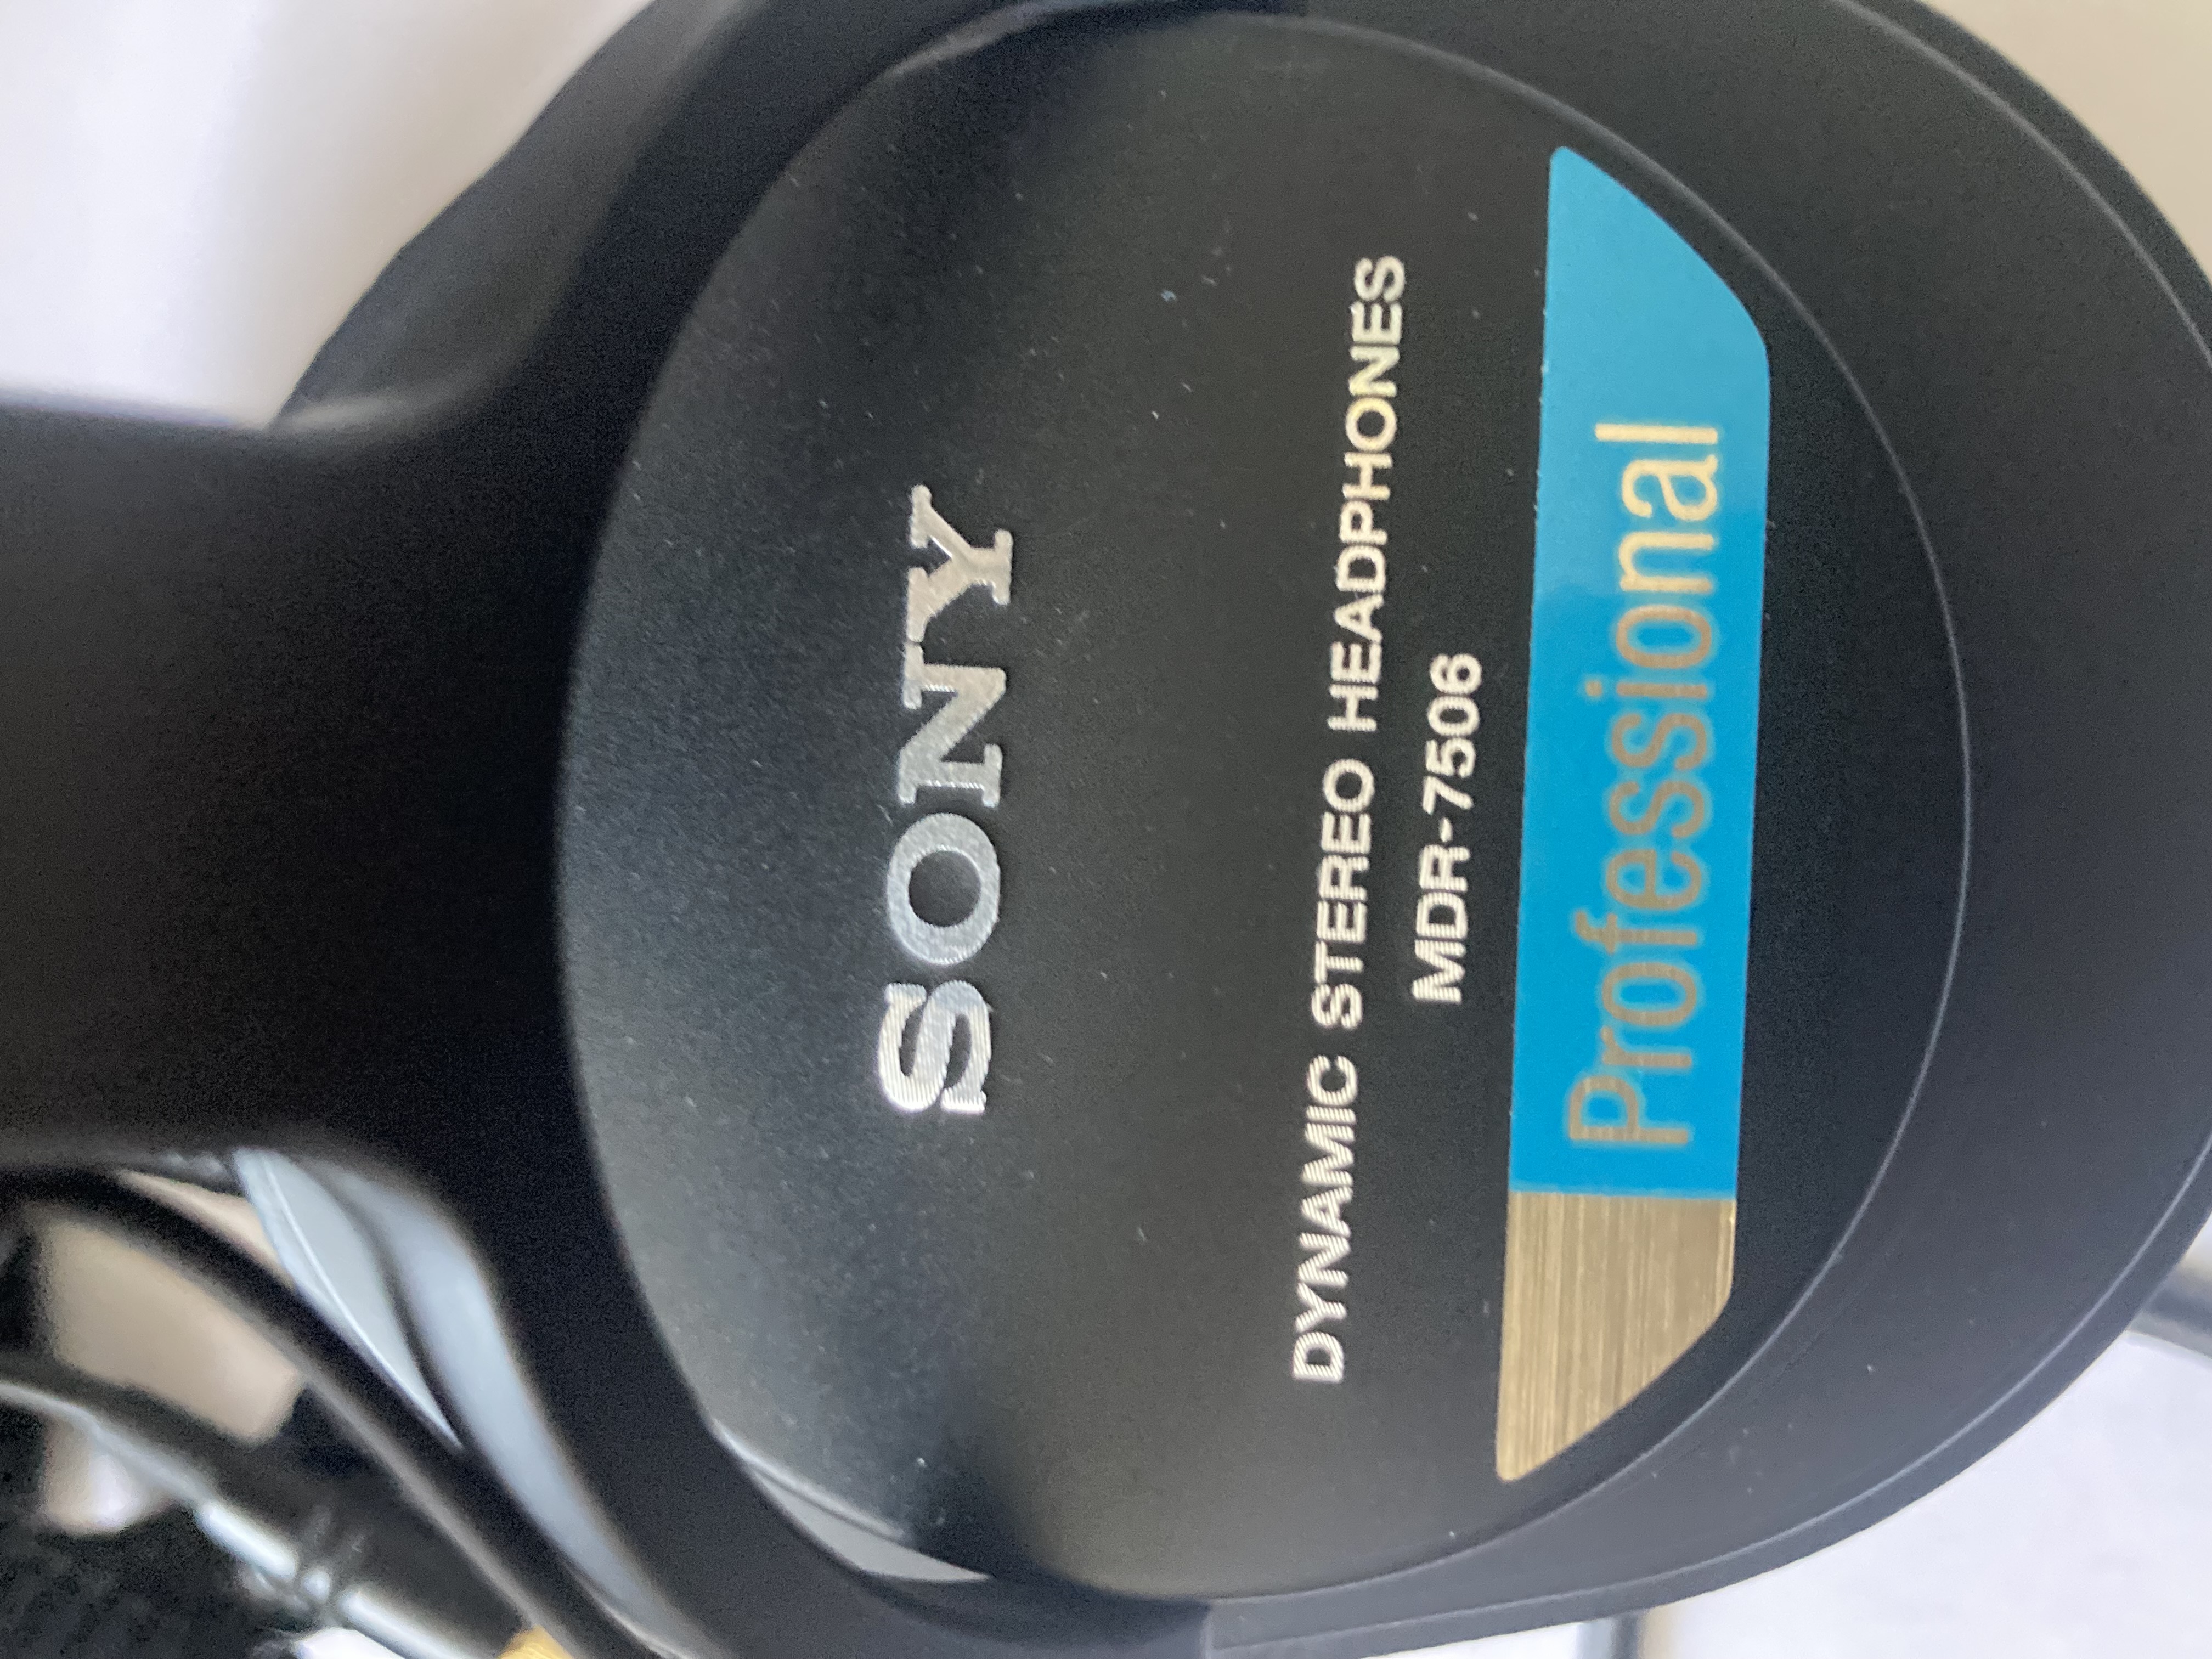 SONY
DYNAMIC STEREO HEADPHONES
MDR-7506
Professional